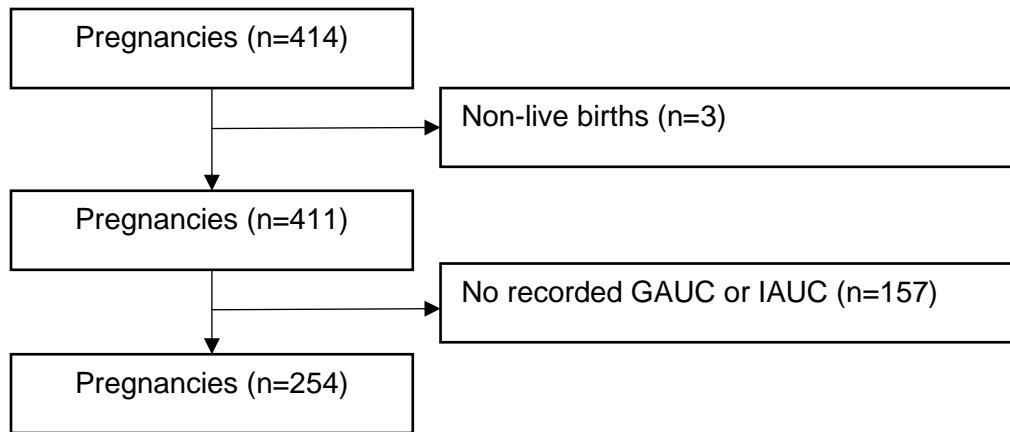 Pregnancies (n=414)
Non-live births (n=3)
Pregnancies (n=411)
No recorded GAUC or IAUC (n=157)
Pregnancies (n=254)